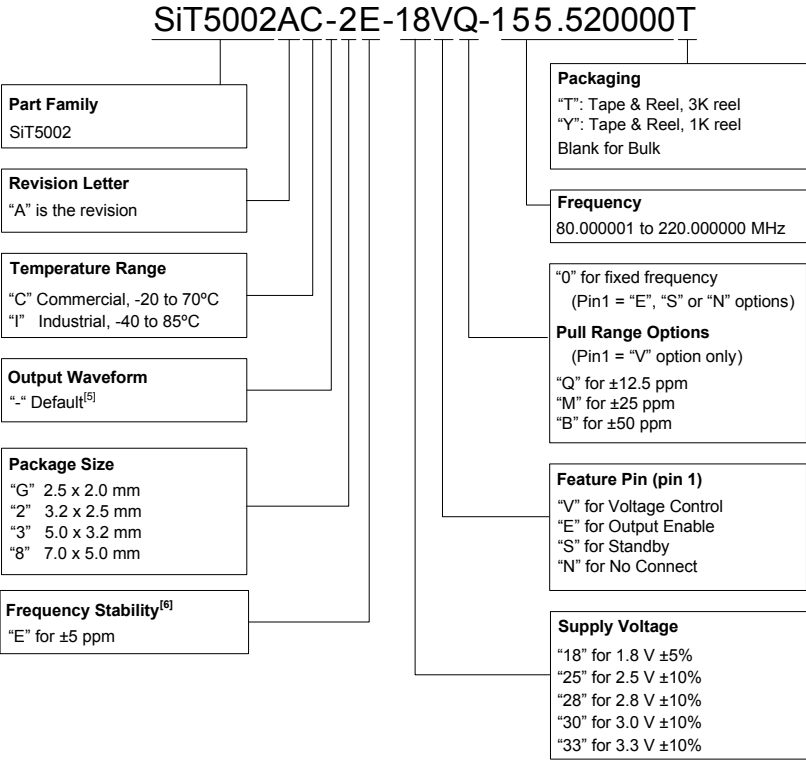 SiT5002AC-2E-18VQ-155.520000T
Part Family
SiT5002
Revision Letter
“A” is the revision
Temperature Range
“C” Commercial, -20 to 70ºC
“I” Industrial, -40 to 85ºC
Output Waveform
“-“ Default[5]
Package Size
“G” 2.5 x 2.0 mm
“2” 3.2 x 2.5 mm
“3” 5.0 x 3.2 mm
“8” 7.0 x 5.0 mm
Frequency Stability[6]
“E” for ±5 ppm
Packaging
“T”: Tape & Reel, 3K reel
“Y”: Tape & Reel, 1K reel
Blank for Bulk
Frequency
80.000001 to 220.000000 MHz
“0” for fixed frequency
(Pin1 = “E”, “S” or “N” options)
Pull Range Options
(Pin1 = “V” option only)
“Q” for ±12.5 ppm
“M” for ±25 ppm
“B” for ±50 ppm
Feature Pin (pin 1)
“V” for Voltage Control
“E” for Output Enable
“S” for Standby
“N” for No Connect
Supply Voltage
“18” for 1.8 V ±5%
“25” for 2.5 V ±10%
“28” for 2.8 V ±10%
“30” for 3.0 V ±10%
“33” for 3.3 V ±10%